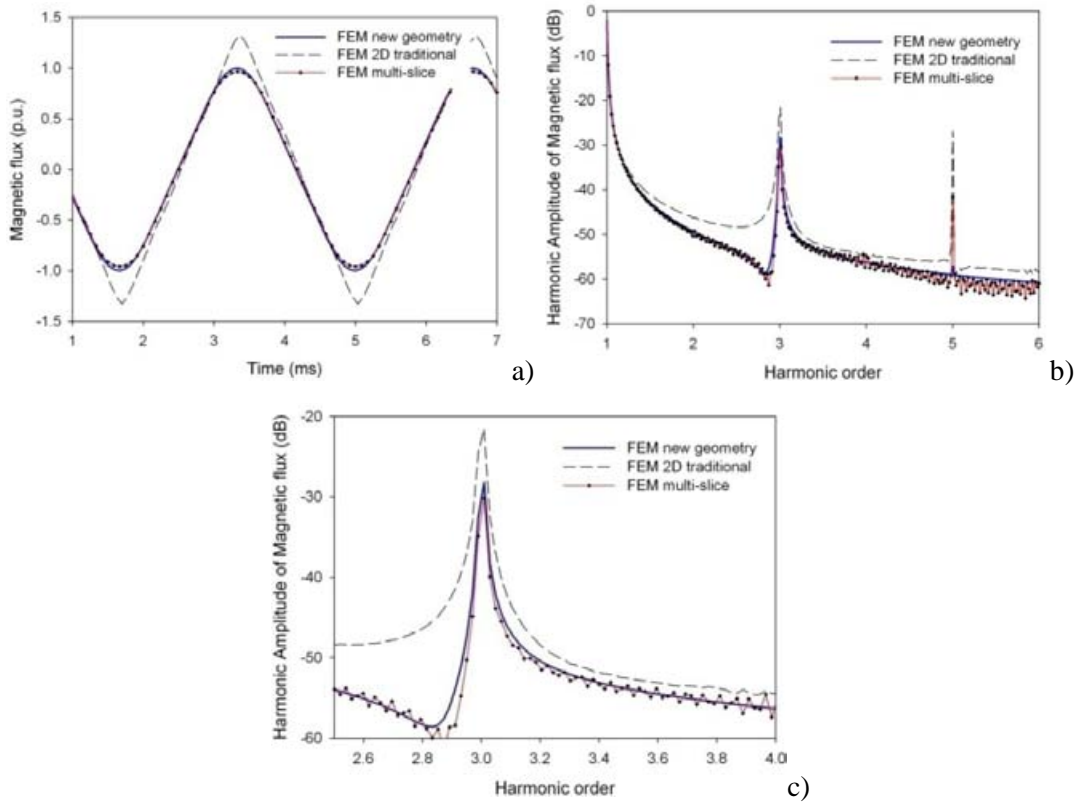 1.5
1.0
0.5
0.0
-0.5
-1.0
-1.5
Magnetic flux (p.u.)
FEM new geometry
FEM 2D traditional
FEM multi-slice
1 2 3 4 5 6 7
Time (ms)
a)
0
-10
-20
-30
-40
-50
-60
-70
Harmonic Amplitude of Magnetic flux (dB)
FEM new geometry
FEM 2D traditional
FEM multi-slice
1 2 3 4 5 6
Harmonic order
b)
-20
-30
-40
-50
-60
Harmonic Amplitude of Magnetic flux (dB)
FEM new geometry
FEM 2D traditional
FEM multi-slice
2.6 2.8 3.0 3.2 3.4 3.6 3.8 4.0
Harmonic order
c)